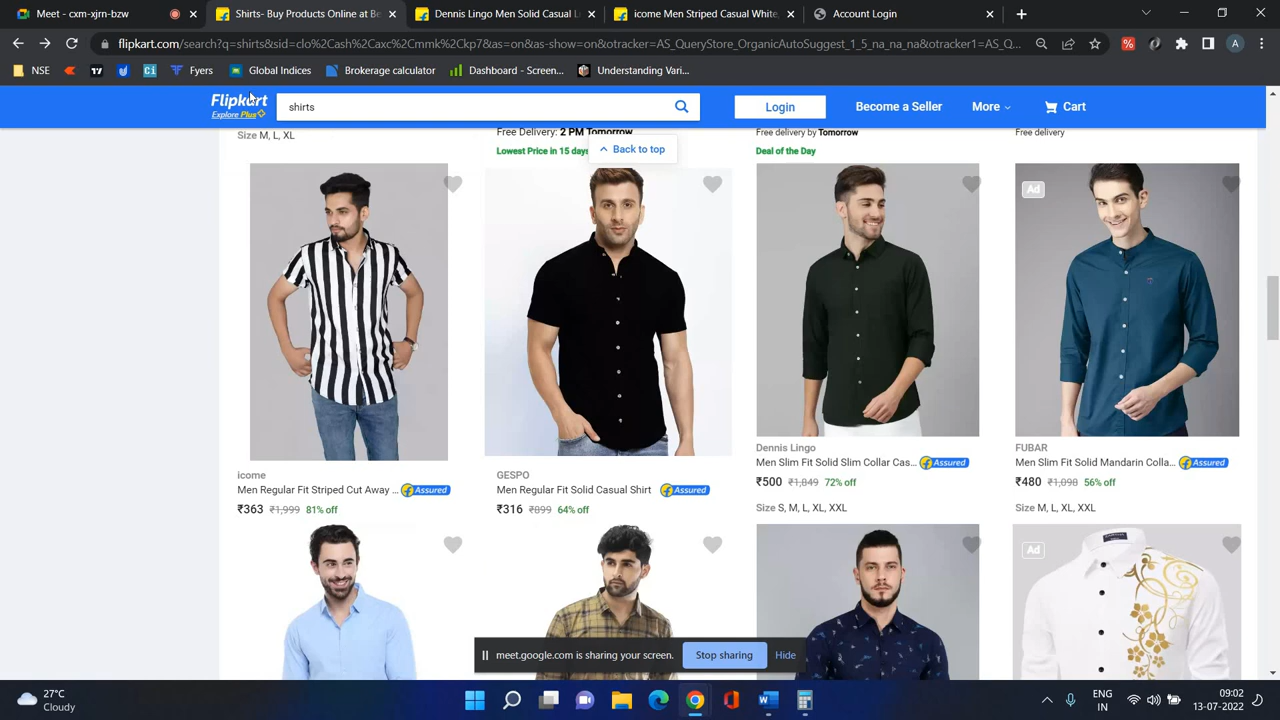 Meet - cxm-xjrn-ew
Shirts- Buy Products Online at Be
Dennis Lingo Men Solid Casual L
icome Men Striped Casual White,
Account Login
flipkart.com/search?q=shirts&sid=clo%2Cash%2Caxc%2Cmmk%2Ckp7&as=on&as-show=on&otracker=AS_QueryStore_OrganicAutoSuggest_1_5_na_na_na&otracker1=AS_Q...
A
NSE
Fyers
Global Indices
Brokerage calculator
Dashboard - Screen...
Understanding Vari...
Flipkart
Explore Plus
shirts
Login
Become a Seller
More
Cart
Size M, L, XL
Free Delivery: 2 PM Tomorrow
Lowest Price in 15 days
Free delivery by Tomorrow
Deal of the Day
Free delivery
Back to top
Ad
icome
Men Regular Fit Striped Cut Away ... Assured
₹363 ₹1,999 81% off
GESPO
Men Regular Fit Solid Casual Shirt Assured
₹316 ₹899 64% off
Dennis Lingo
Men Slim Fit Solid Slim Collar Cas... Assured
₹500 ₹1,849 72% off
Size S, M, L, XL, XXL
FUBAR
Men Slim Fit Solid Mandarin Colla... Assured
₹480 ₹1,098 56% off
Size M, L, XL, XXL
Ad
meet.google.com is sharing your screen.
Stop sharing
Hide
27°C
Cloudy
ENG
IN
09:02
13-07-2022